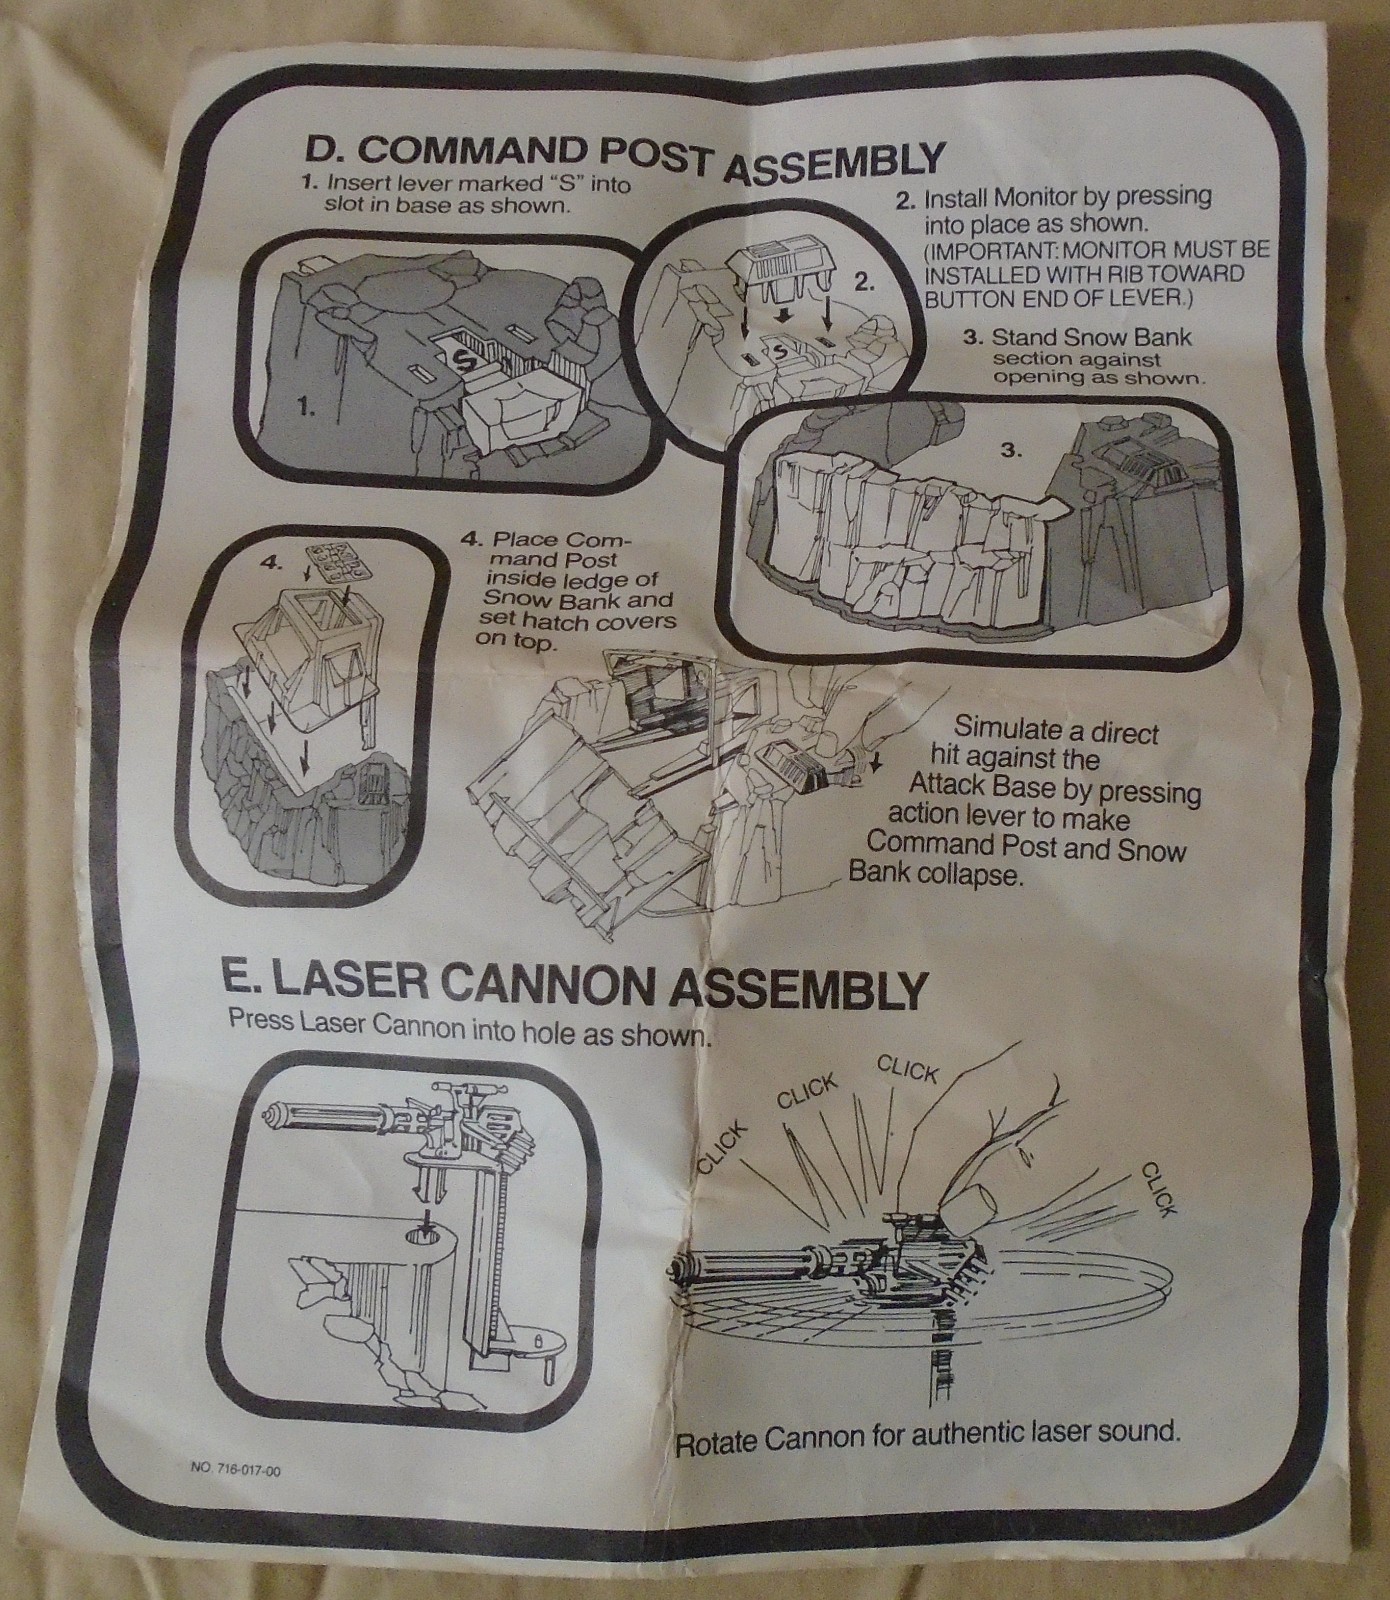 D. COMMAND POST ASSEMBLY
1. Insert lever marked “S” into
slot in base as shown.
2. Install Monitor by pressing
into place as shown.
(IMPORTANT: MONITOR MUST BE
INSTALLED WITH RIB TOWARD
BUTTON END OF LEVER.)
3. Stand Snow Bank
section against
opening as shown.
S
1.
2.
S
3.
4.
4. Place Com-
mand Post
inside ledge of
Snow Bank and
set hatch covers
on top.
Simulate a direct
hit against the
Attack Base by pressing
action lever to make
Command Post and Snow
Bank collapse.
E. LASER CANNON ASSEMBLY
Press Laser Cannon into hole as shown.
CLICK
CLICK
CLICK
CLICK
Rotate Cannon for authentic laser sound.
NO. 716-017-00